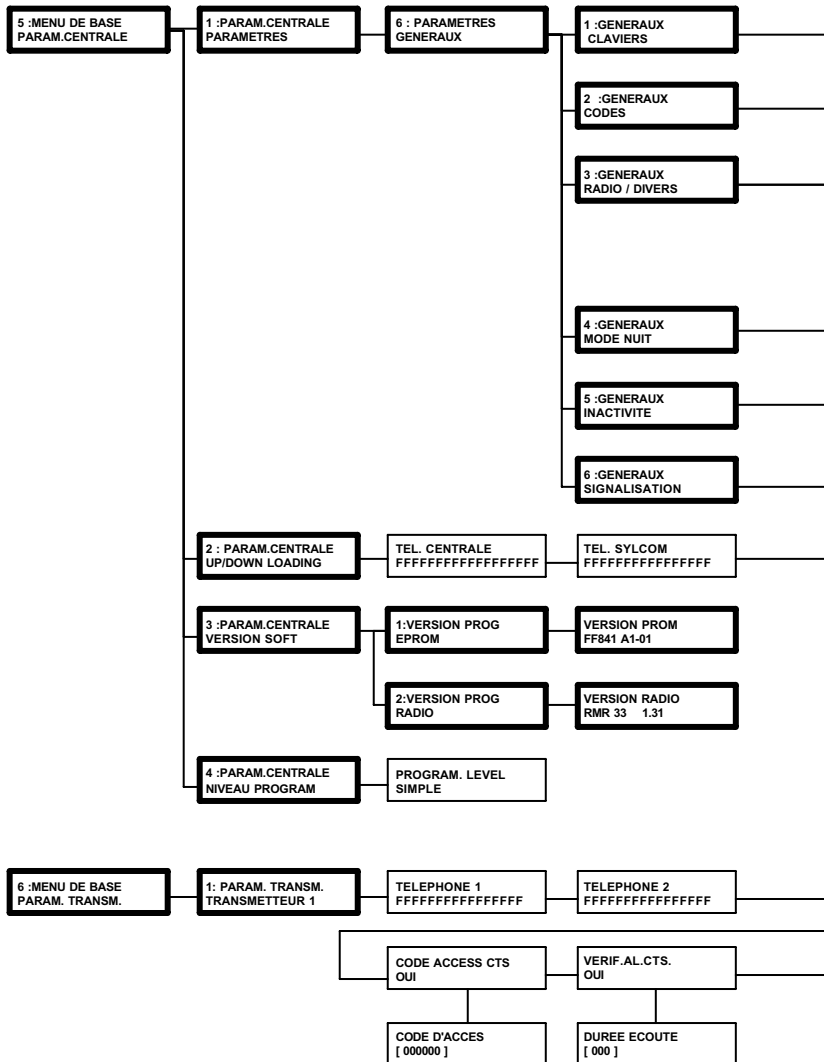 5 :MENU DE BASE
PARAM.CENTRALE
1 :PARAM.CENTRALE
PARAMETRES
6 : PARAMETRES
GENERAUX
1 :GENERAUX
CLAVIERS
2 :GENERAUX
CODES
3 :GENERAUX
RADIO / DIVERS
4 :GENERAUX
MODE NUIT
5 :GENERAUX
INACTIVITE
6 :GENERAUX
SIGNALISATION
2 : PARAM.CENTRALE
UP/DOWN LOADING
TEL. CENTRALE
FFFFFFFFFFFFFFFFFF
TEL. SYLCOM
FFFFFFFFFFFFFFFF
3 :PARAM.CENTRALE
VERSION SOFT
1:VERSION PROG
EPROM
VERSION PROM
FF841 A1-01
2:VERSION PROG
RADIO
VERSION RADIO
RMR 33 1.31
4 :PARAM.CENTRALE
NIVEAU PROGRAM
PROGRAM. LEVEL
SIMPLE
6 :MENU DE BASE
PARAM. TRANSM.
1: PARAM. TRANSM.
TRANSMETTEUR 1
TELEPHONE 1
FFFFFFFFFFFFFFFF
TELEPHONE 2
FFFFFFFFFFFFFFFF
CODE ACCESS CTS
OUI
VERIF.AL.CTS.
OUI
CODE D'ACCES
[ 000000 ]
DUREE ECOUTE
[ 000 ]